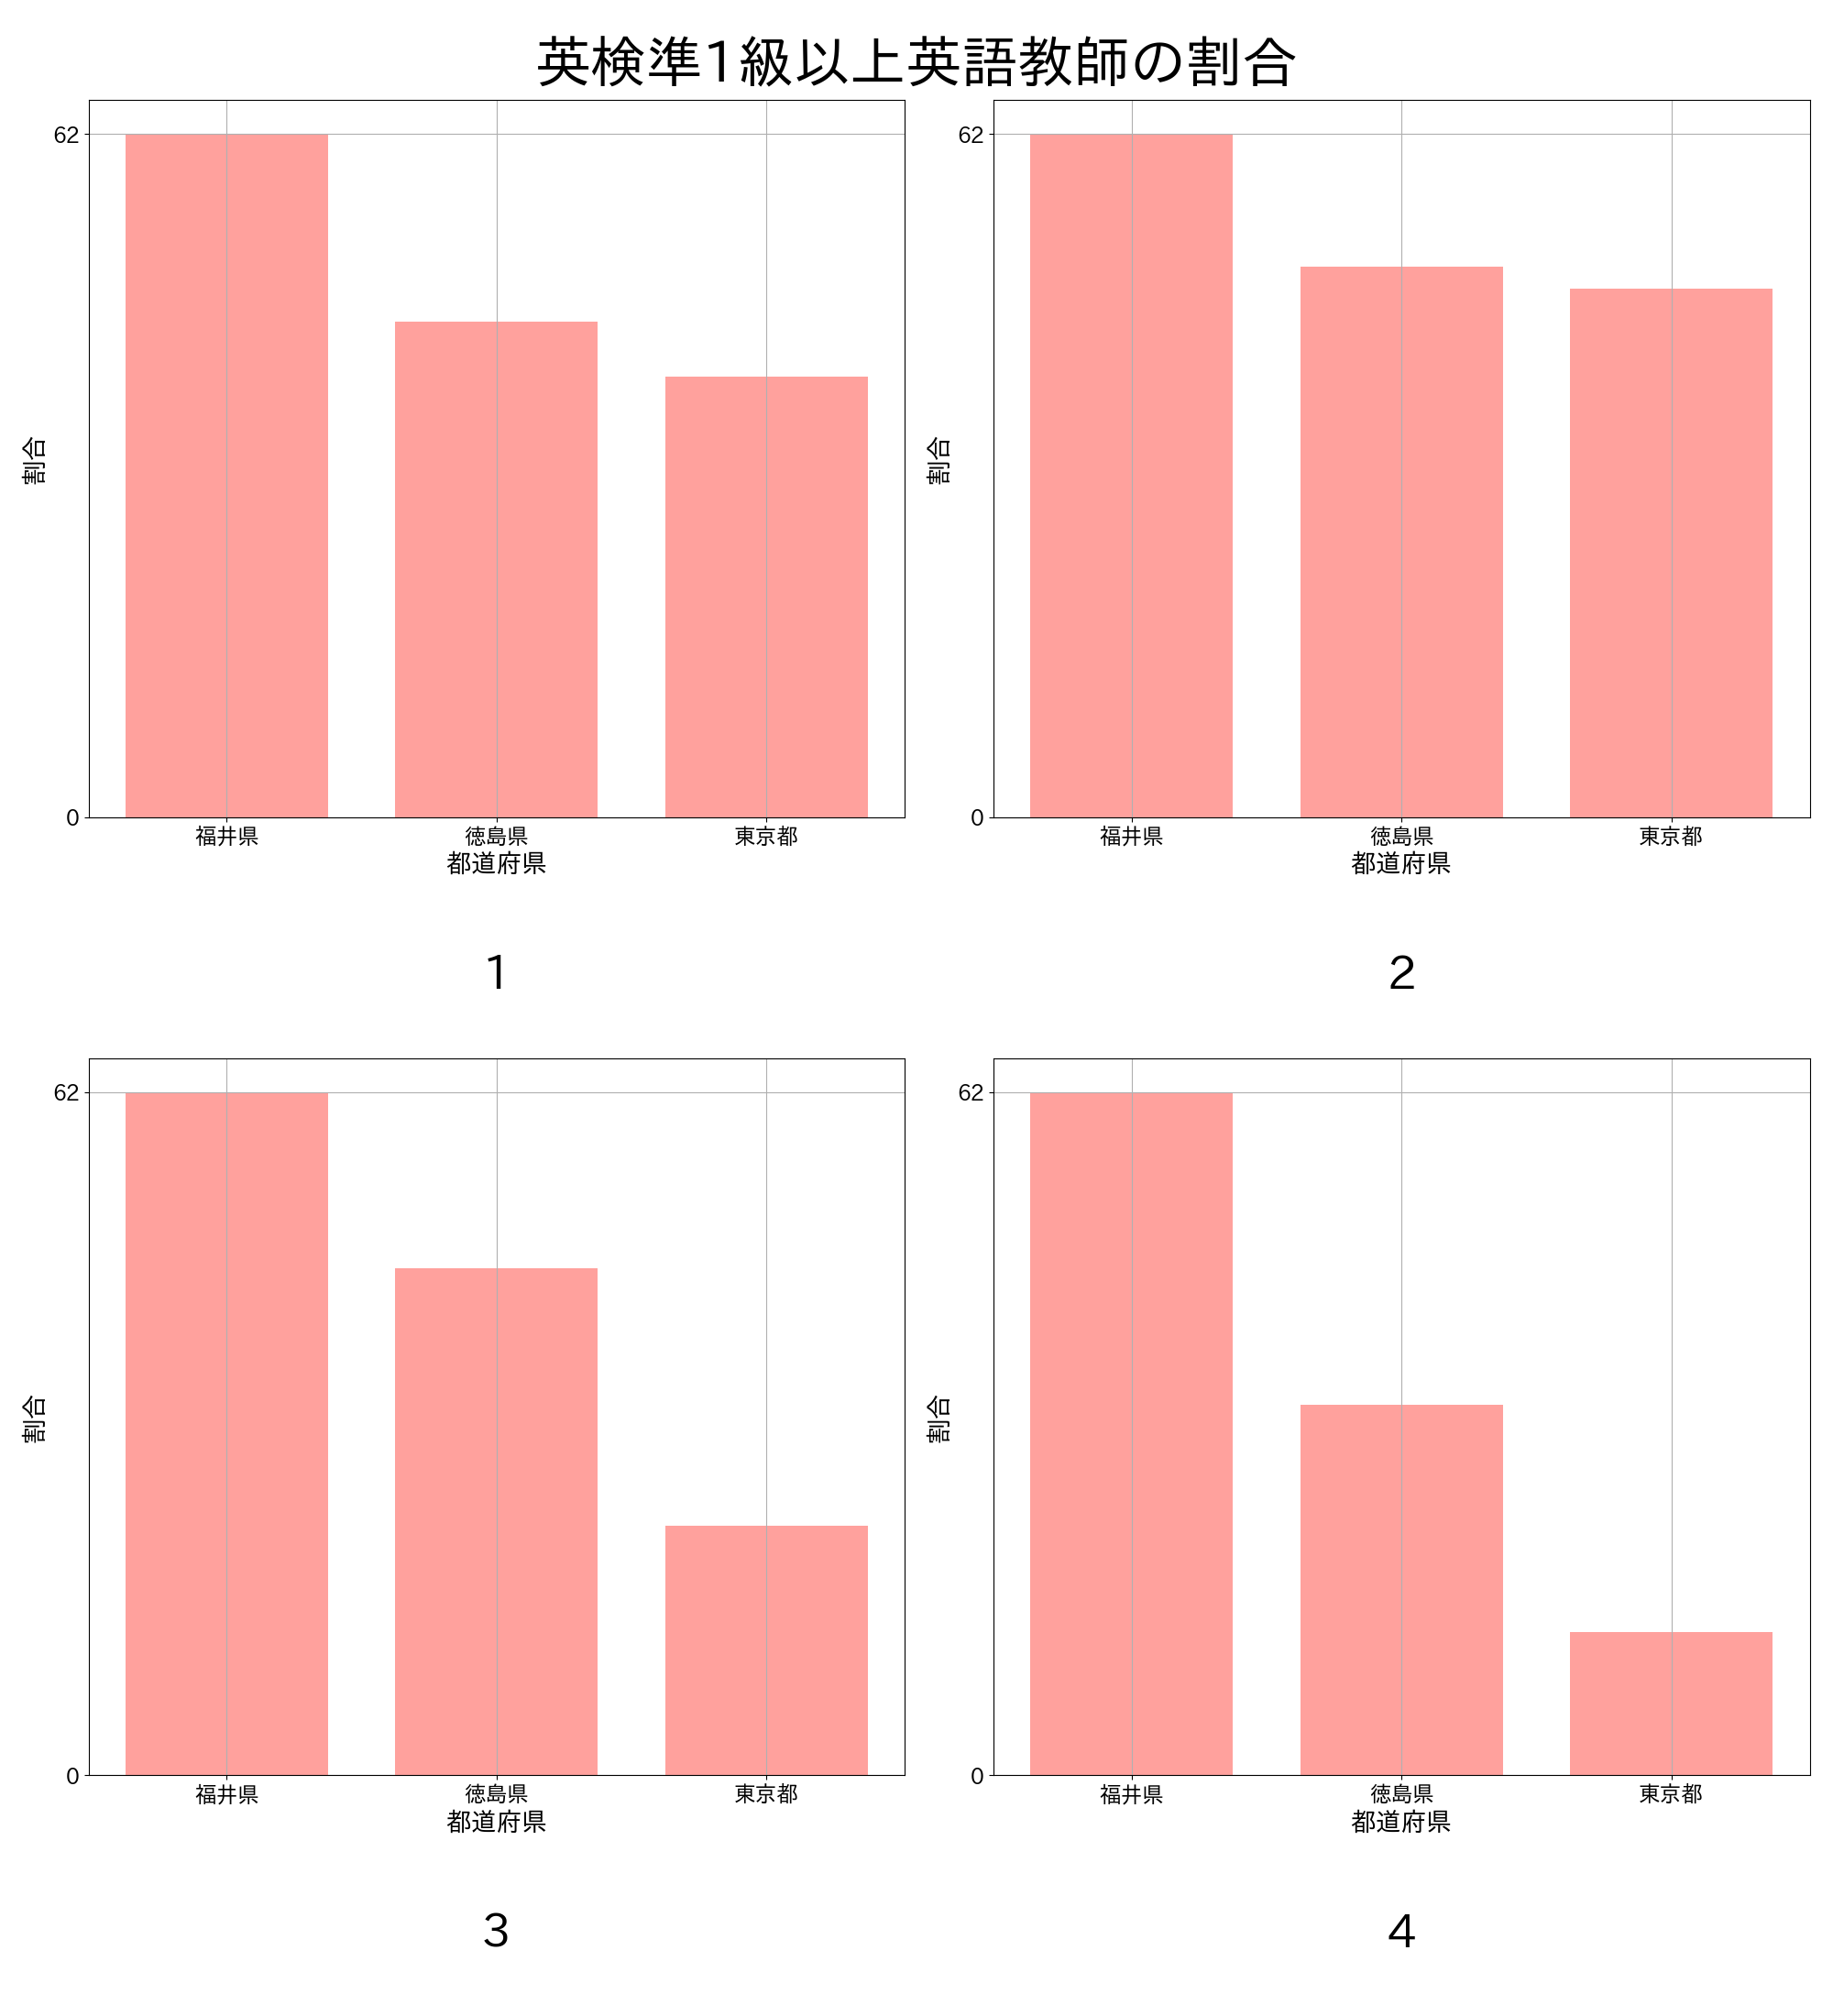 英検準1級以上英語教師の割合
62
0
割合
福井県 徳島県 東京都
都道府県
1
62
0
割合
福井県 徳島県 東京都
都道府県
2
62
0
割合
福井県 徳島県 東京都
都道府県
3
62
0
割合
福井県 徳島県 東京都
都道府県
4